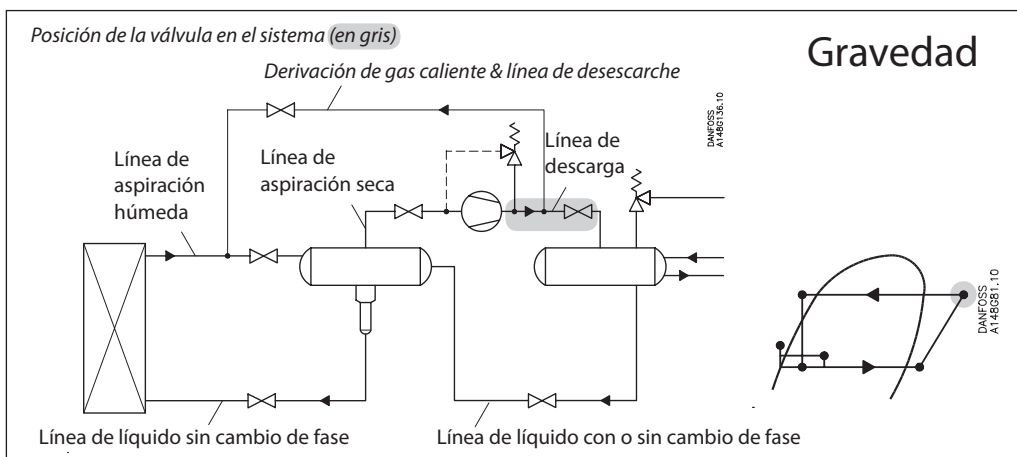 Posición de la válvula en el sistema (en gris)
Gravedad
Derivación de gas caliente & línea de desescarche
DANFOSS
A148G136.10
Línea de
aspiración
húmeda
Línea de
aspiración seca
Línea de
descarga
DANFOSS
A148G81.10
Línea de líquido sin cambio de fase
Línea de líquido con o sin cambio de fase